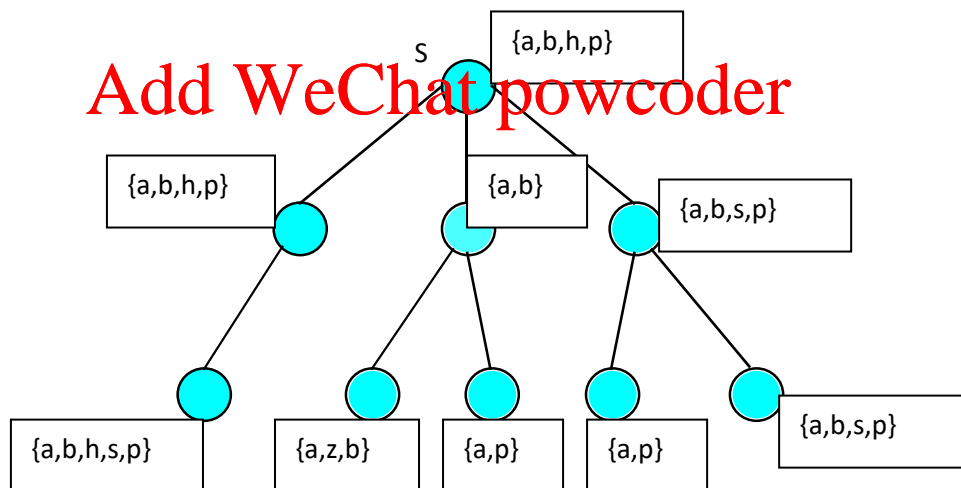 {a,b,h,p}
S
Add WeChat powcoder
{a,b,h,p}
{a,b}
{a,b,s,p}
{a,b,h,s,p}
{a,z,b}
{a,p}
{a,p}
{a,b,s,p}